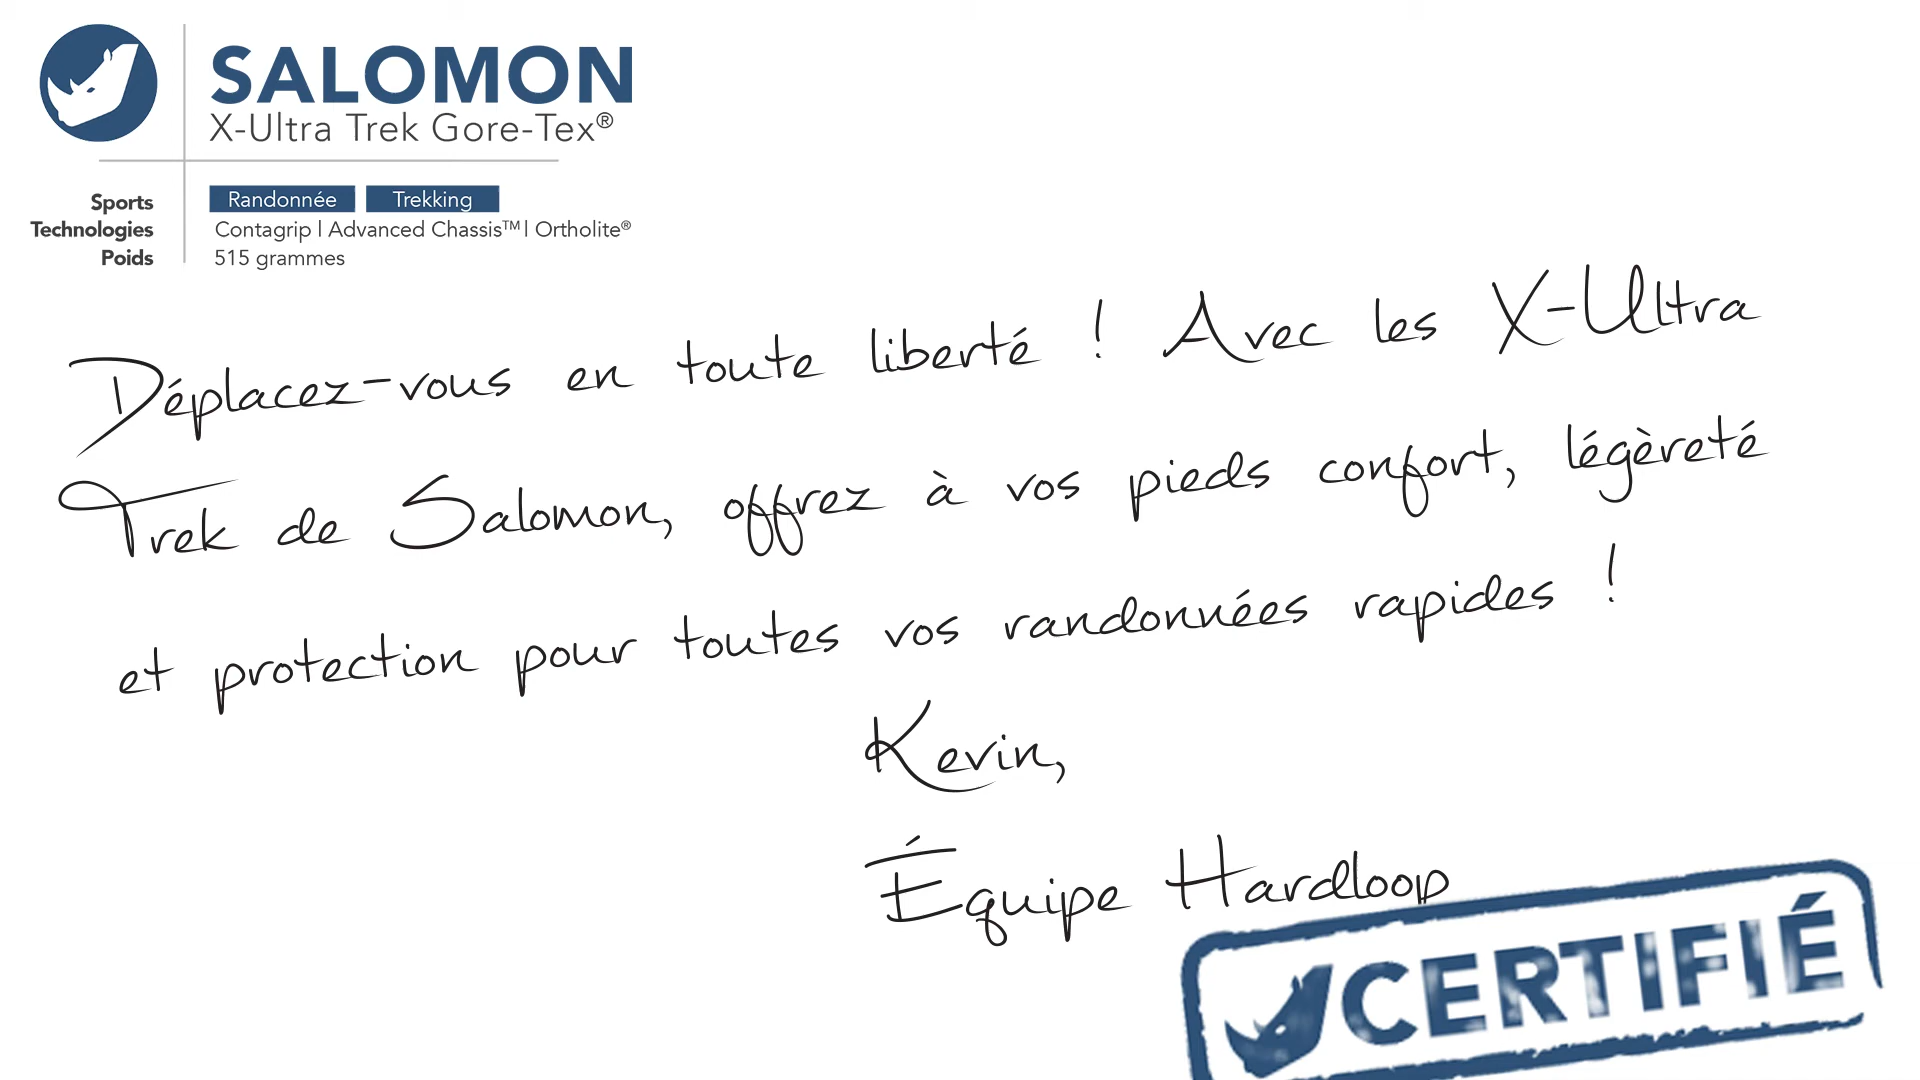 SALOMON
X-Ultra Trek Gore-Tex®
Sports Randonnée Trekking
Technologies Contagrip | Advanced Chassis™ | Ortholite®
Poids 515 grammes
Déplacez-vous en toute liberté ! Avec les X-Ultra
Trek de Salomon, offrez à vos pieds confort, légèreté
et protection pour toutes vos randonnées rapides !
Kevin,
Équipe Hardloop
CERTIFIÉ